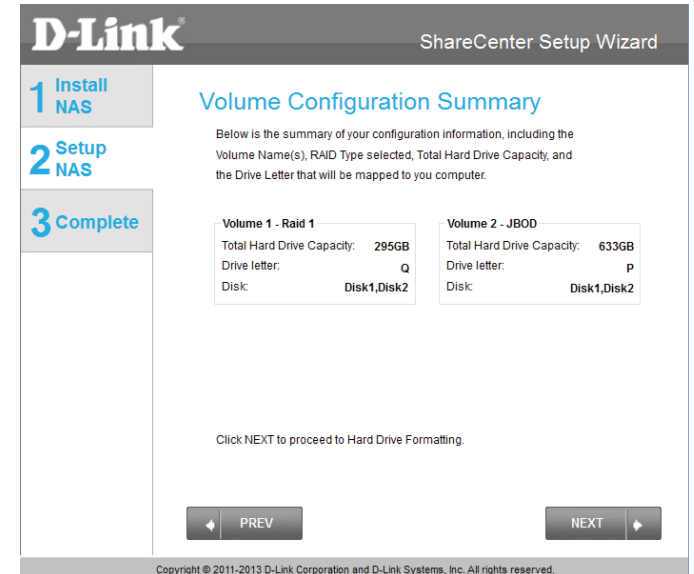 D-Link
ShareCenter Setup Wizard
1 Install
NAS
2 Setup
NAS
3 Complete
Volume Configuration Summary
Below is the summary of your configuration information, including the
Volume Name(s), RAID Type selected, Total Hard Drive Capacity, and
the Drive Letter that will be mapped to you computer.
Volume 1 - Raid 1
Total Hard Drive Capacity: 295GB
Drive letter: Q
Disk: Disk1,Disk2
Volume 2 - JBOD
Total Hard Drive Capacity: 633GB
Drive letter: P
Disk: Disk1,Disk2
Click NEXT to proceed to Hard Drive Formatting.
PREV
NEXT
Copyright © 2011-2013 D-Link Corporation and D-Link Systems, Inc. All rights reserved.